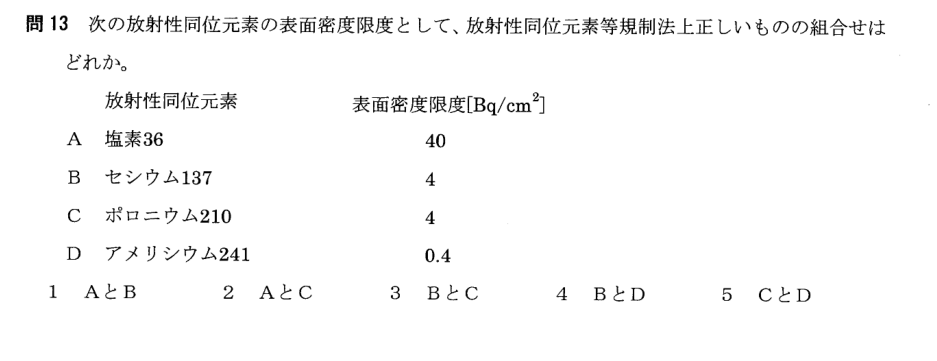 問13 次の放射性同位元素の表面密度限度として、放射性同位元素等規制法上正しいものの組合せは
どれか。
放射性同位元素 表面密度限度[Bq/cm²]
A 塩素36 40
B セシウム137 4
C ポロニウム210 4
D アメリシウム241 0.4
1 AとB 2 AとC 3 BとC 4 BとD 5 CとD